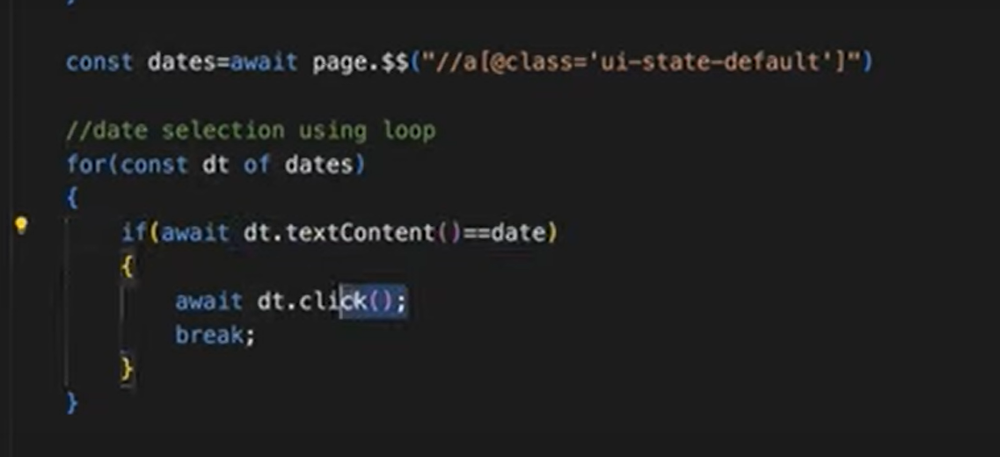 const dates=await page.$$("//a[@class='ui-state-default']")
//date selection using loop
for(const dt of dates)
{
if(await dt.textContent()==date)
{
await dt.click();
break;
}
}